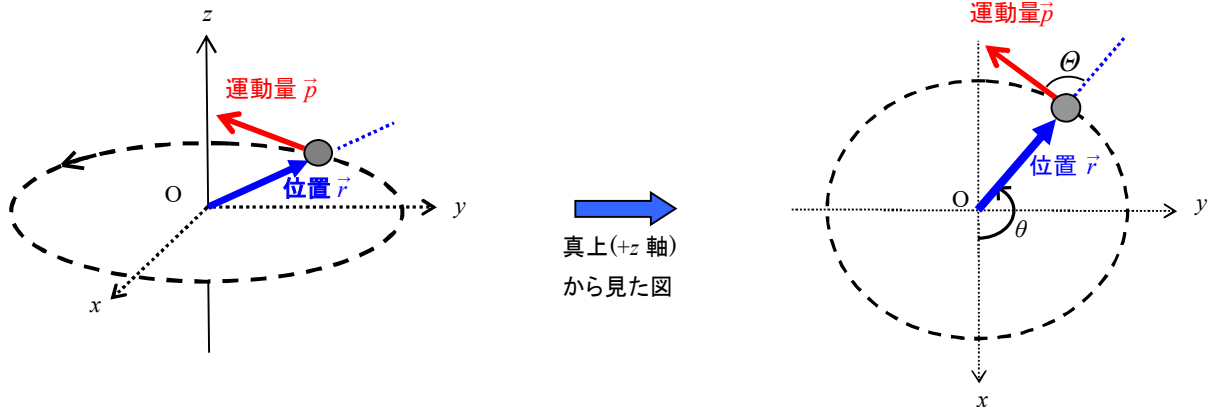 z
運動量 p⃗
位置 r⃗
O
y
x
真上(+z 軸)
から見た図
運動量p⃗
Θ
位置 r⃗
O
y
θ
x